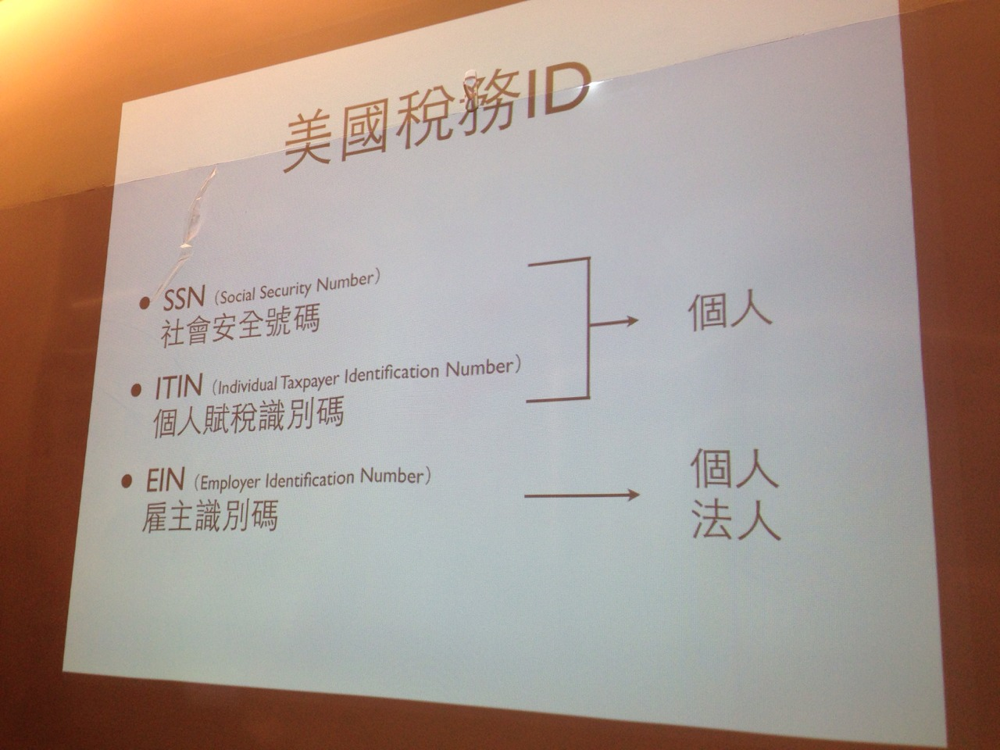 美國稅務ID
• SSN（Social Security Number）
社會安全號碼
• ITIN（Individual Taxpayer Identification Number）
個人賦稅識別碼
個人
• EIN（Employer Identification Number）
雇主識別碼
個人
法人